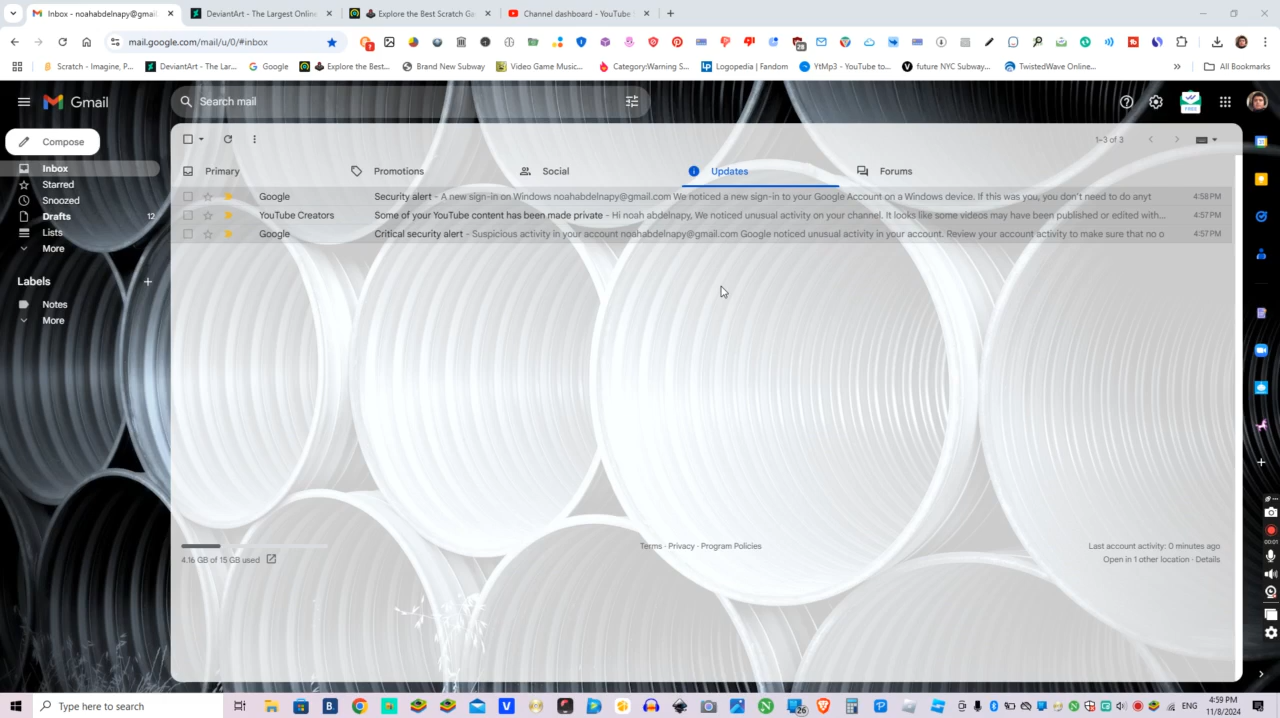 Inbox - noahabdelnapy@gmail. DeviantArt - The Largest Online Explore the Best Scratch Ga Channel dashboard - YouTube
mail.google.com/mail/u/0/#inbox
28
Scratch - Imagine, P... DeviantArt - The Lar... Google Explore the Best... Brand New Subway Video Game Music... Category:Warning S... Logopedia | Fandom YtMp3 - YouTube to... future NYC Subway... TwistedWave Online... » All Bookmarks
Gmail Search mail FREE
Compose 1–3 of 3
Inbox Primary Promotions Social Updates Forums
Starred
Snoozed
Drafts 12
Lists
More
Google Security alert - A new sign-in on Windows noahabdelnapy@gmail.com We noticed a new sign-in to your Google Account on a Windows device. If this was you, you don't need to do anyt 4:58 PM
YouTube Creators Some of your YouTube content has been made private - Hi noah abdelnapy, We noticed unusual activity on your channel. It looks like some videos may have been published or edited with... 4:57 PM
Google Critical security alert - Suspicious activity in your account noahabdelnapy@gmail.com Google noticed unusual activity in your account. Review your account activity to make sure that no o 4:57 PM
Labels
Notes
More
00:01
Terms · Privacy · Program Policies
4.16 GB of 15 GB used
Last account activity: 0 minutes ago
Open in 1 other location · Details
Type here to search
26
ENG
4:59 PM
11/8/2024